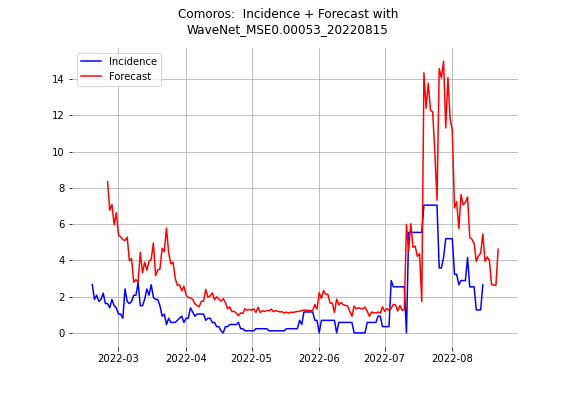 Comoros:  Incidence + Forecast with
WaveNet_MSE0.00053_20220815
Incidence
Forecast
14
12
10
8
6
4
2
0
2022-03 2022-04 2022-05 2022-06 2022-07 2022-08